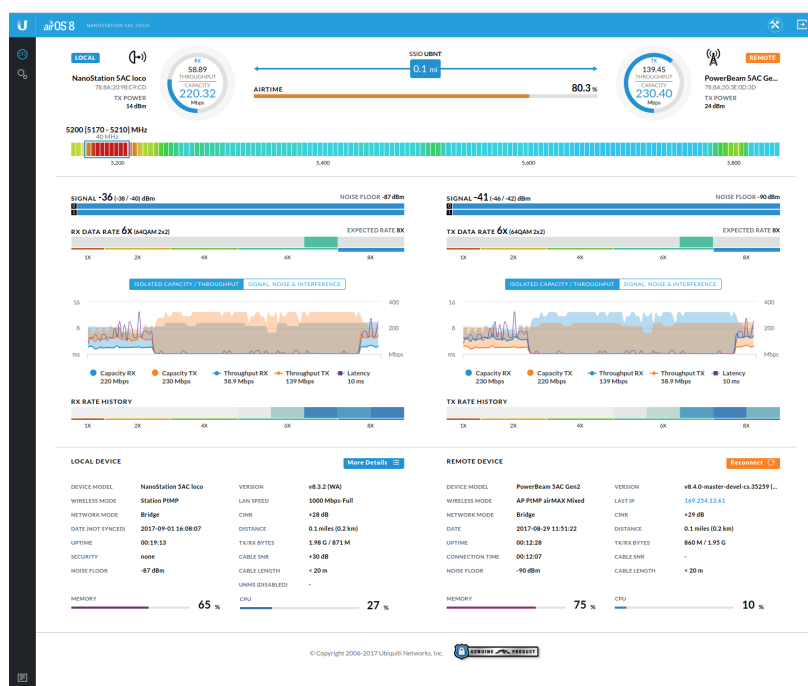 airOS 8 NANOSTATION 5AC LOCO
LOCAL
NanoStation 5AC loco
78:8A:20:98:C9:CD
TX POWER
14 dBm
RX
58.89
THROUGHPUT
CAPACITY
220.32
Mbps
SSID UBNT
0.1 mi
AIRTIME 80.3 %
TX
139.45
THROUGHPUT
CAPACITY
230.40
Mbps
REMOTE
PowerBeam 5AC Ge...
78:8A:20:3E:0D:3D
TX POWER
24 dBm
5200 [5170 - 5210] MHz
40 MHz
5,200 5,400 5,600 5,800
SIGNAL -36 (-38 / -40) dBm NOISE FLOOR -87 dBm
0
1
RX DATA RATE 6X (64QAM 2x2) EXPECTED RATE 8X
1X 2X 4X 6X 8X
ISOLATED CAPACITY / THROUGHPUT SIGNAL, NOISE & INTERFERENCE
16 400
8 200
ms Mbps
Capacity RX Capacity TX Throughput RX Throughput TX Latency
220 Mbps 230 Mbps 58.9 Mbps 139 Mbps 10 ms
RX RATE HISTORY
1X 2X 4X 6X 8X
SIGNAL -41 (-46 / -42) dBm NOISE FLOOR -90 dBm
0
1
TX DATA RATE 6X (64QAM 2x2) EXPECTED RATE 8X
1X 2X 4X 6X 8X
ISOLATED CAPACITY / THROUGHPUT SIGNAL, NOISE & INTERFERENCE
16 400
8 200
ms Mbps
Capacity RX Capacity TX Throughput RX Throughput TX Latency
230 Mbps 220 Mbps 139 Mbps 58.9 Mbps 10 ms
TX RATE HISTORY
1X 2X 4X 6X 8X
LOCAL DEVICE More Details
DEVICE MODEL NanoStation 5AC loco VERSION v8.3.2 (WA)
WIRELESS MODE Station PtMP LAN SPEED 1000 Mbps-Full
NETWORK MODE Bridge CINR +28 dB
DATE (NOT SYNCED) 2017-09-01 16:08:07 DISTANCE 0.1 miles (0.2 km)
UPTIME 00:19:13 TX/RX BYTES 1.98 G / 871 M
SECURITY none CABLE SNR +30 dB
NOISE FLOOR -87 dBm CABLE LENGTH < 20 m
UNMS (DISABLED) -
MEMORY 65 % CPU 27 %
REMOTE DEVICE Reconnect
DEVICE MODEL PowerBeam 5AC Gen2 VERSION v8.4.0-master-devel-cs.35259 (...
WIRELESS MODE AP PtMP airMAX Mixed LAST IP 169.254.13.61
NETWORK MODE Bridge CINR +29 dB
DATE 2017-08-29 11:51:22 DISTANCE 0.1 miles (0.2 km)
UPTIME 00:12:28 TX/RX BYTES 860 M / 1.95 G
CONNECTION TIME 00:12:07 CABLE SNR -
NOISE FLOOR -90 dBm CABLE LENGTH < 20 m
MEMORY 75 % CPU 10 %
© Copyright 2006-2017 Ubiquiti Networks, Inc. GENUINE PRODUCT